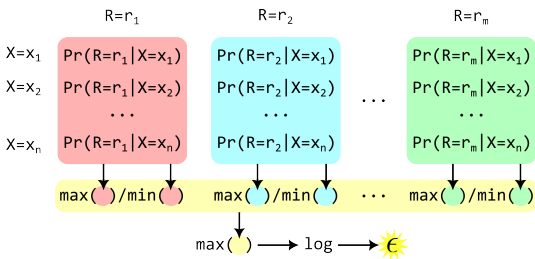 R=r₁ R=r₂ R=rₘ
X=x₁ Pr(R=r₁|X=x₁) Pr(R=r₂|X=x₁) Pr(R=rₘ|X=x₁)
X=x₂ Pr(R=r₁|X=x₂) Pr(R=r₂|X=x₂) ... Pr(R=rₘ|X=x₂)
... ... ...
X=xₙ Pr(R=r₁|X=xₙ) Pr(R=r₂|X=xₙ) Pr(R=rₘ|X=xₙ)
max( )/min( ) max( )/min( ) ... max( )/min( )
max( ) log ϵ